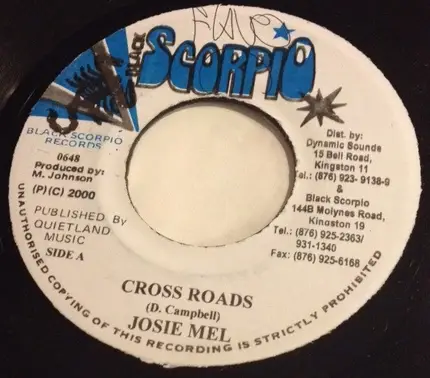 BLACK
SCORPIO
BLACK SCORPIO
RECORDS
0648
Produced by:
M. Johnson
(P)(C) 2000
PUBLISHED BY
QUIETLAND
MUSIC
SIDE A
Dist. by:
Dynamic Sounds
15 Bell Road,
Kingston 11
Tel.: (876) 923- 9138-9
&
Black Scorpio
144B Molynes Road,
Kingston 19
Tel.: (876) 925-2363/
931-1340
Fax: (876) 925-6168
CROSS ROADS
(D. Campbell)
JOSIE MEL
UNAUTHORISED COPYING OF THIS RECORDING IS STRICTLY PROHIBITED